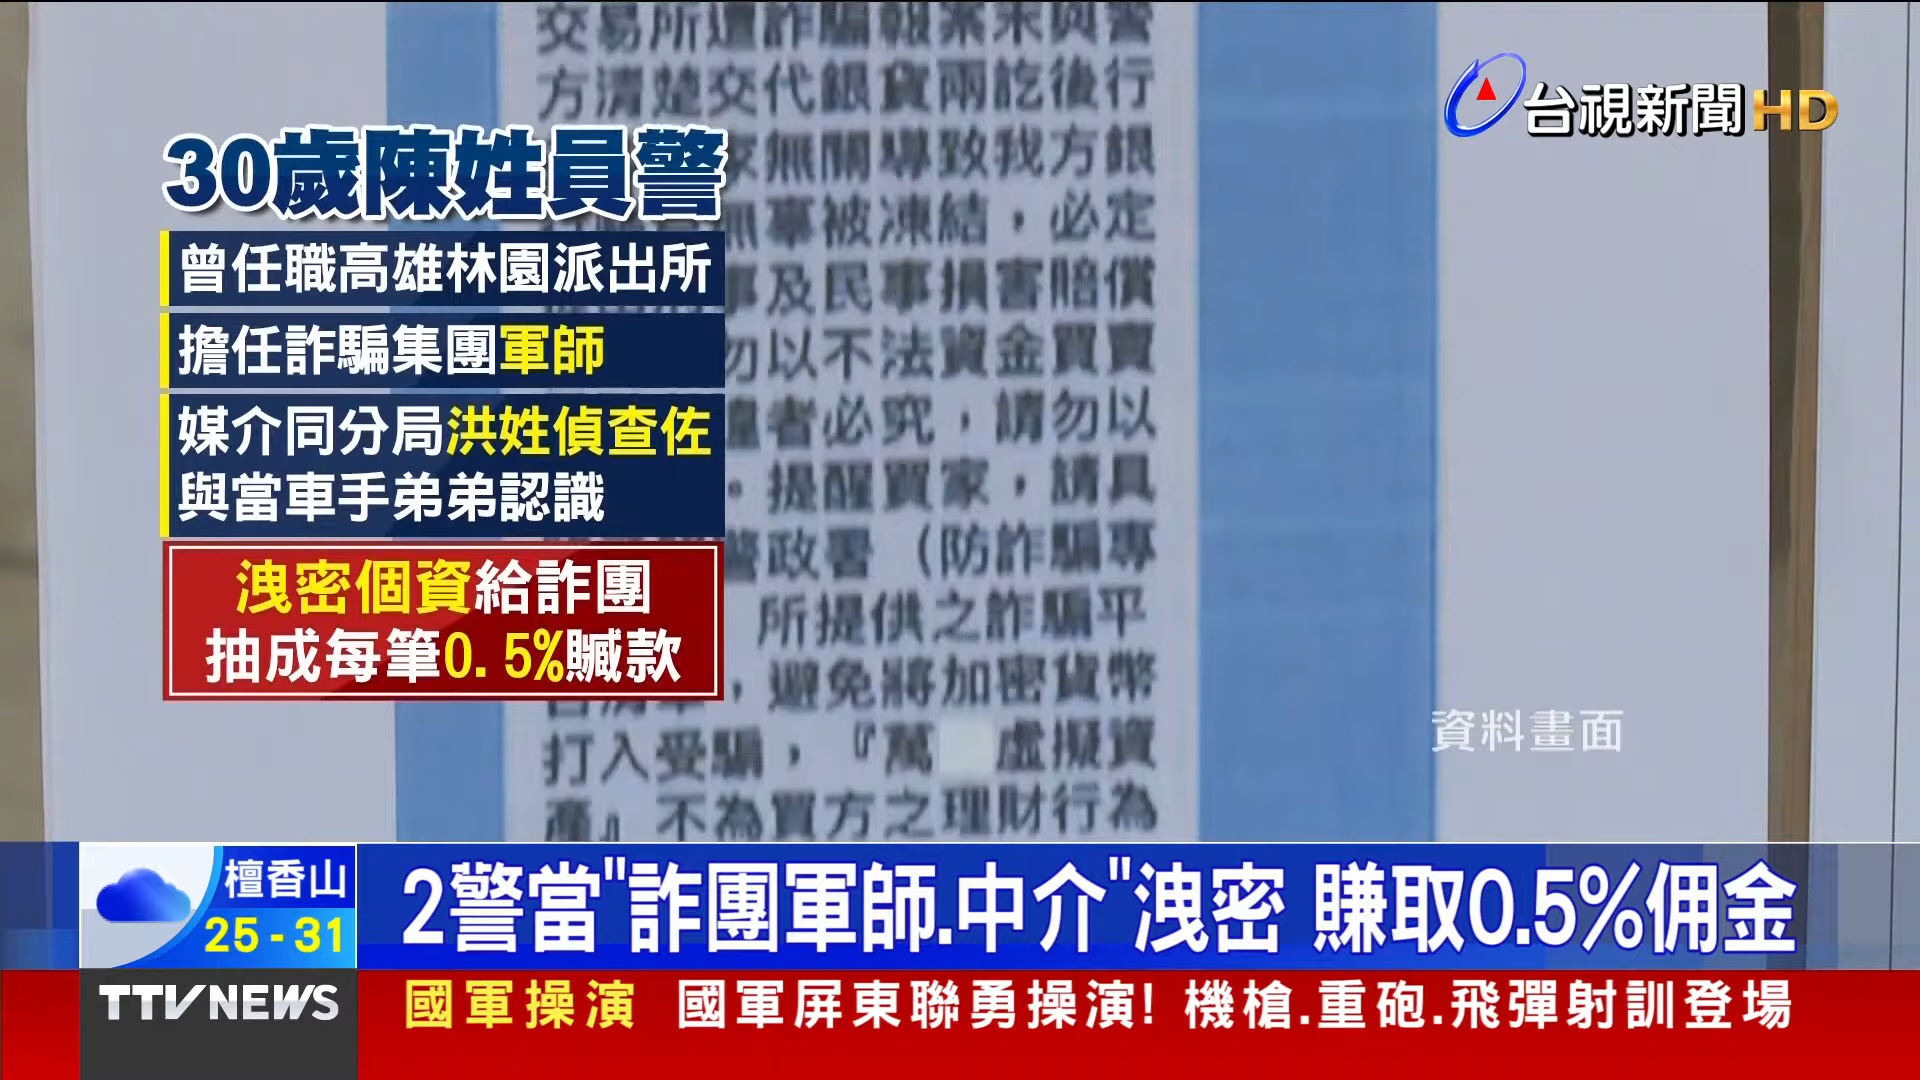 交易所遭詐騙報案未與警
方清楚交代銀貨兩訖後行
家無關導致我方銀
無辜被凍結，必定
事及民事損害賠償
勿以不法資金買賣
違者必究，請勿以
。提醒買家，請具
警政署（防詐騙專
所提供之詐騙平
，避免將加密貨幣
打入受騙，『萬 虛擬資
產』不為買方之理財行為
台視新聞HD
30歲陳姓員警
曾任職高雄林園派出所
擔任詐騙集團軍師
媒介同分局洪姓偵查佐
與當車手弟弟認識
洩密個資給詐團
抽成每筆0.5%贓款
資料畫面
檀香山
25-31
2警當"詐團軍師.中介"洩密 賺取0.5%佣金
TTV NEWS
國軍操演 國軍屏東聯勇操演! 機槍.重砲.飛彈射訓登場